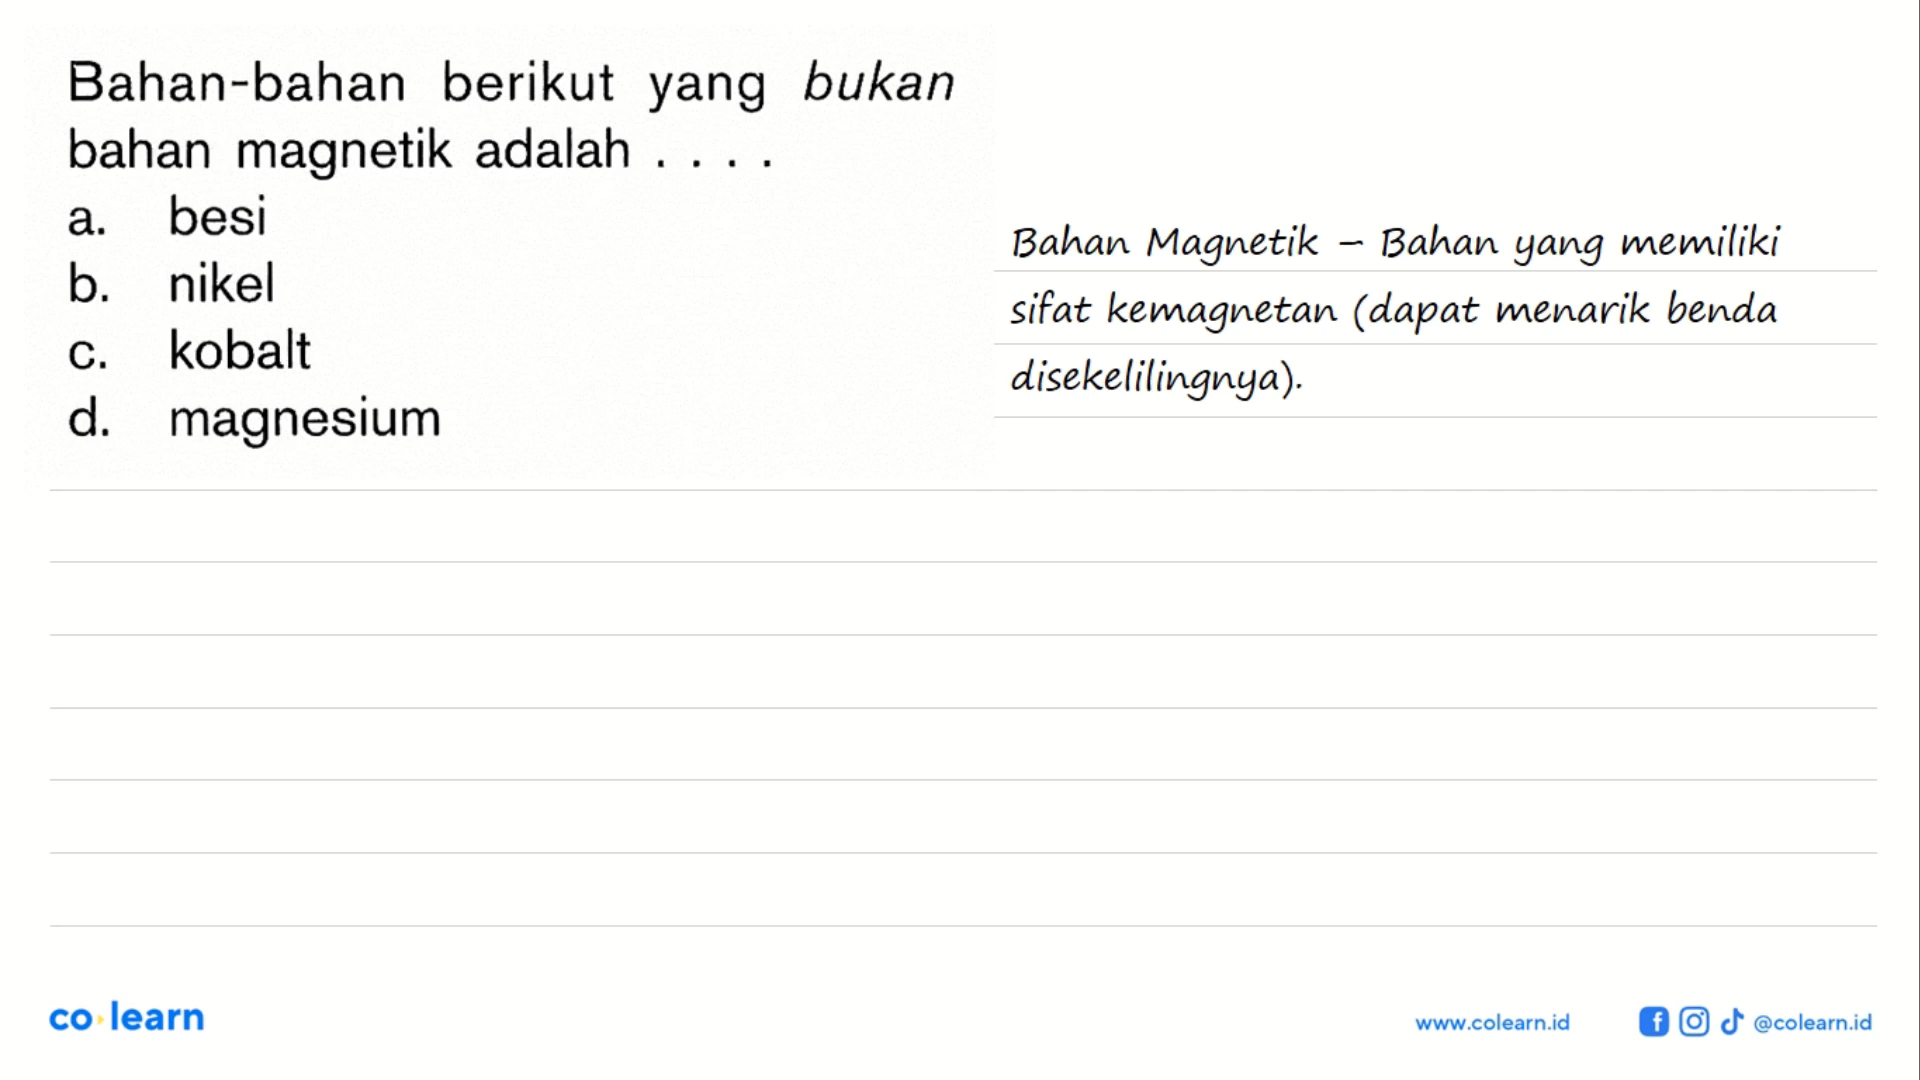 Bahan-bahan berikut yang bukan
bahan magnetik adalah . . . .
a. besi
b. nikel
c. kobalt
d. magnesium
Bahan Magnetik – Bahan yang memiliki
sifat kemagnetan (dapat menarik benda
disekelilingnya).
co learn
www.colearn.id
@colearn.id